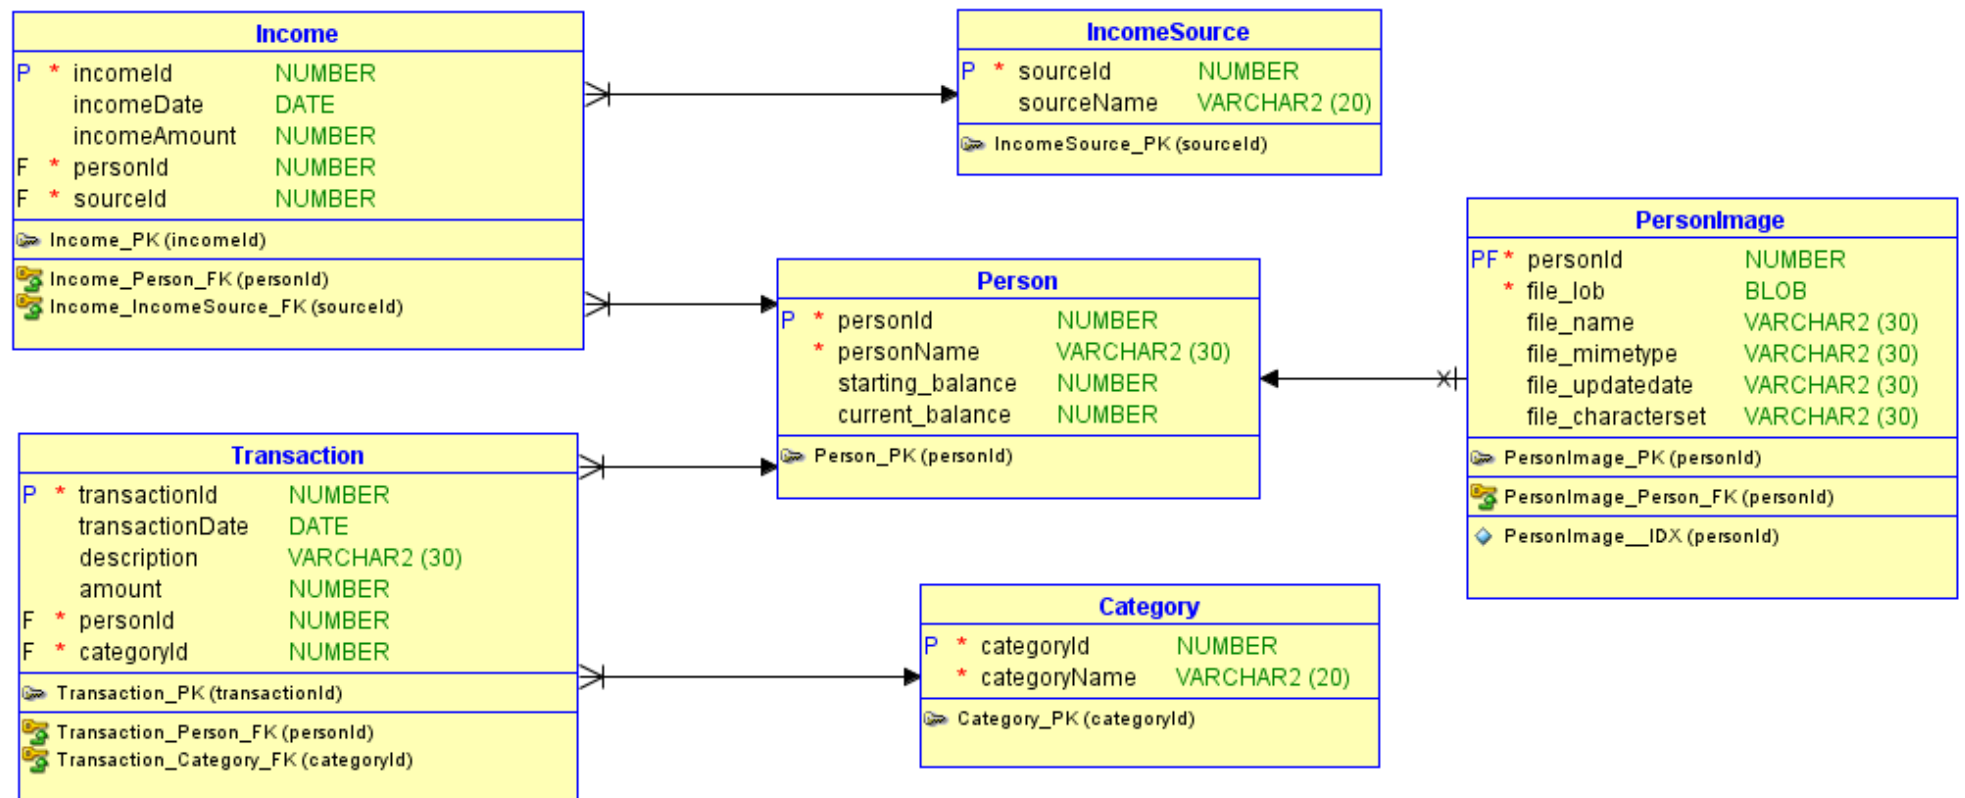 Income
P * incomeId NUMBER
incomeDate DATE
incomeAmount NUMBER
F * personId NUMBER
F * sourceId NUMBER
Income_PK (incomeId)
Income_Person_FK (personId)
Income_IncomeSource_FK (sourceId)
IncomeSource
P * sourceId NUMBER
sourceName VARCHAR2 (20)
IncomeSource_PK (sourceId)
Person
P * personId NUMBER
* personName VARCHAR2 (30)
starting_balance NUMBER
current_balance NUMBER
Person_PK (personId)
PersonImage
PF * personId NUMBER
* file_lob BLOB
file_name VARCHAR2 (30)
file_mimetype VARCHAR2 (30)
file_updatedate VARCHAR2 (30)
file_characterset VARCHAR2 (30)
PersonImage_PK (personId)
PersonImage_Person_FK (personId)
PersonImage__IDX (personId)
Transaction
P * transactionId NUMBER
transactionDate DATE
description VARCHAR2 (30)
amount NUMBER
F * personId NUMBER
F * categoryId NUMBER
Transaction_PK (transactionId)
Transaction_Person_FK (personId)
Transaction_Category_FK (categoryId)
Category
P * categoryId NUMBER
* categoryName VARCHAR2 (20)
Category_PK (categoryId)